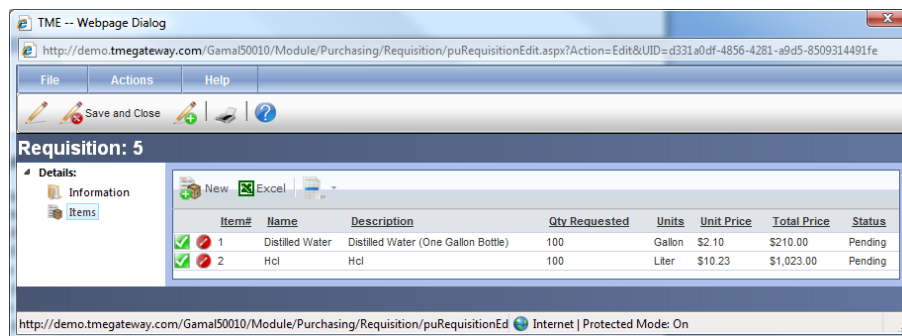 TME -- Webpage Dialog
http://demo.tmegateway.com/Gamal50010/Module/Purchasing/Requisition/puRequisitionEdit.aspx?Action=Edit&UID=d331a0df-4856-4281-a9d5-8509314491fe
File Actions Help
Save and Close
Requisition: 5
Details:
Information
Items
New Excel
Item# Name Description Qty Requested Units Unit Price Total Price Status
1 Distilled Water Distilled Water (One Gallon Bottle) 100 Gallon $2.10 $210.00 Pending
2 Hcl Hcl 100 Liter $10.23 $1,023.00 Pending
http://demo.tmegateway.com/Gamal50010/Module/Purchasing/Requisition/puRequisitionEd Internet | Protected Mode: On